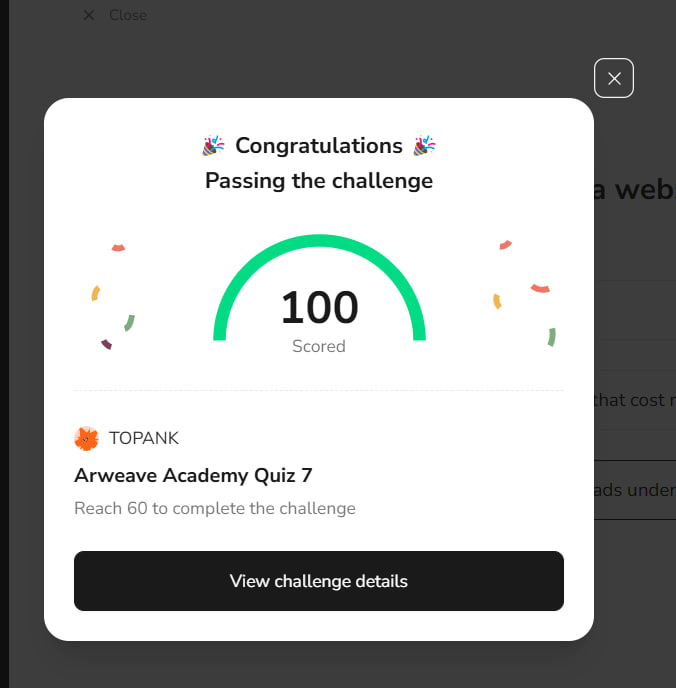 Close
Congratulations
Passing the challenge
a web
100
Scored
that cost
TOPANK
Arweave Academy Quiz 7
ads under
Reach 60 to complete the challenge
View challenge details